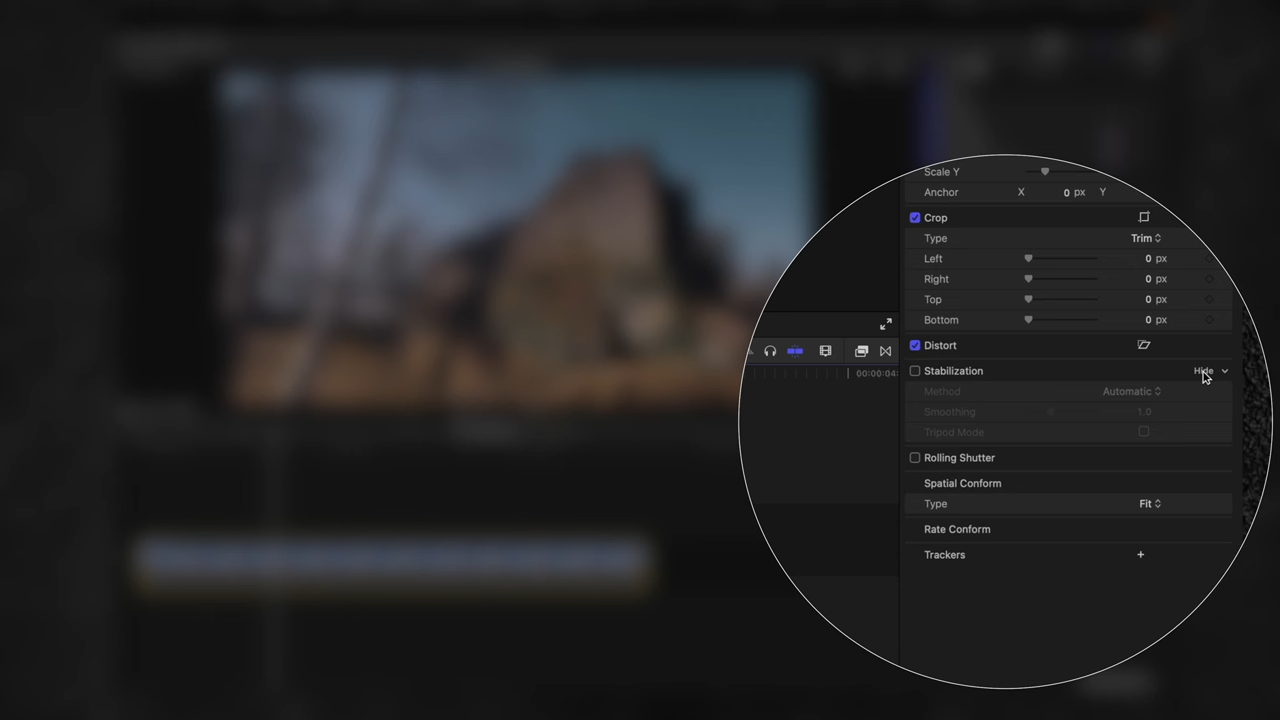 Scale Y
Anchor X 0 px Y
Crop
Type Trim
Left 0 px
Right 0 px
Top 0 px
Bottom 0 px
Distort
00:00:04:
Stabilization Hide
Method Automatic
Smoothing 1.0
Tripod Mode
Rolling Shutter
Spatial Conform
Type Fit
Rate Conform
Trackers +